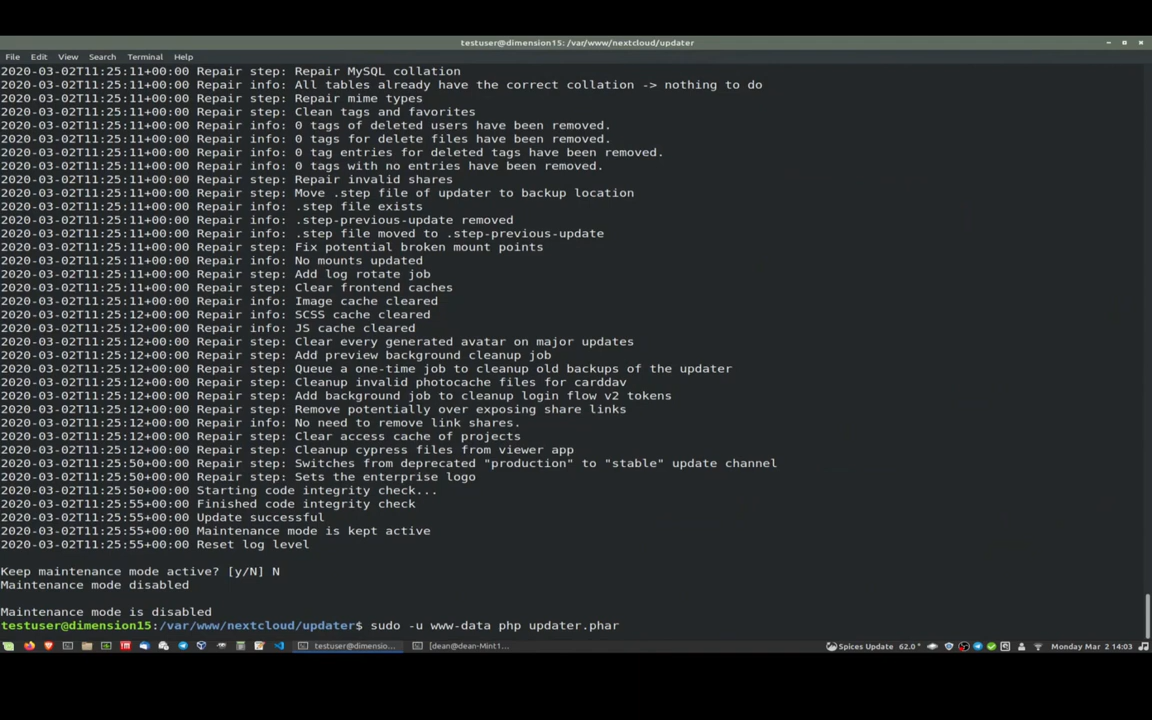 testuser@dimension15: /var/www/nextcloud/updater
File Edit View Search Terminal Help
2020-03-02T11:25:11+00:00 Repair step: Repair MySQL collation
2020-03-02T11:25:11+00:00 Repair info: All tables already have the correct collation -> nothing to do
2020-03-02T11:25:11+00:00 Repair step: Repair mime types
2020-03-02T11:25:11+00:00 Repair step: Clean tags and favorites
2020-03-02T11:25:11+00:00 Repair info: 0 tags of deleted users have been removed.
2020-03-02T11:25:11+00:00 Repair info: 0 tags for delete files have been removed.
2020-03-02T11:25:11+00:00 Repair info: 0 tag entries for deleted tags have been removed.
2020-03-02T11:25:11+00:00 Repair info: 0 tags with no entries have been removed.
2020-03-02T11:25:11+00:00 Repair step: Repair invalid shares
2020-03-02T11:25:11+00:00 Repair step: Move .step file of updater to backup location
2020-03-02T11:25:11+00:00 Repair info: .step file exists
2020-03-02T11:25:11+00:00 Repair info: .step-previous-update removed
2020-03-02T11:25:11+00:00 Repair info: .step file moved to .step-previous-update
2020-03-02T11:25:11+00:00 Repair step: Fix potential broken mount points
2020-03-02T11:25:11+00:00 Repair info: No mounts updated
2020-03-02T11:25:11+00:00 Repair step: Add log rotate job
2020-03-02T11:25:11+00:00 Repair step: Clear frontend caches
2020-03-02T11:25:11+00:00 Repair info: Image cache cleared
2020-03-02T11:25:12+00:00 Repair info: SCSS cache cleared
2020-03-02T11:25:12+00:00 Repair info: JS cache cleared
2020-03-02T11:25:12+00:00 Repair step: Clear every generated avatar on major updates
2020-03-02T11:25:12+00:00 Repair step: Add preview background cleanup job
2020-03-02T11:25:12+00:00 Repair step: Queue a one-time job to cleanup old backups of the updater
2020-03-02T11:25:12+00:00 Repair step: Cleanup invalid photocache files for carddav
2020-03-02T11:25:12+00:00 Repair step: Add background job to cleanup login flow v2 tokens
2020-03-02T11:25:12+00:00 Repair step: Remove potentially over exposing share links
2020-03-02T11:25:12+00:00 Repair info: No need to remove link shares.
2020-03-02T11:25:12+00:00 Repair step: Clear access cache of projects
2020-03-02T11:25:12+00:00 Repair step: Cleanup cypress files from viewer app
2020-03-02T11:25:50+00:00 Repair step: Switches from deprecated "production" to "stable" update channel
2020-03-02T11:25:50+00:00 Repair step: Sets the enterprise logo
2020-03-02T11:25:50+00:00 Starting code integrity check...
2020-03-02T11:25:55+00:00 Finished code integrity check
2020-03-02T11:25:55+00:00 Update successful
2020-03-02T11:25:55+00:00 Maintenance mode is kept active
2020-03-02T11:25:55+00:00 Reset log level
Keep maintenance mode active? [y/N] N
Maintenance mode disabled
Maintenance mode is disabled
testuser@dimension15:/var/www/nextcloud/updater$ sudo -u www-data php updater.phar
testuser@dimensio... [dean@dean-Mint1... Spices Update 62.0° Monday Mar 2 14:03